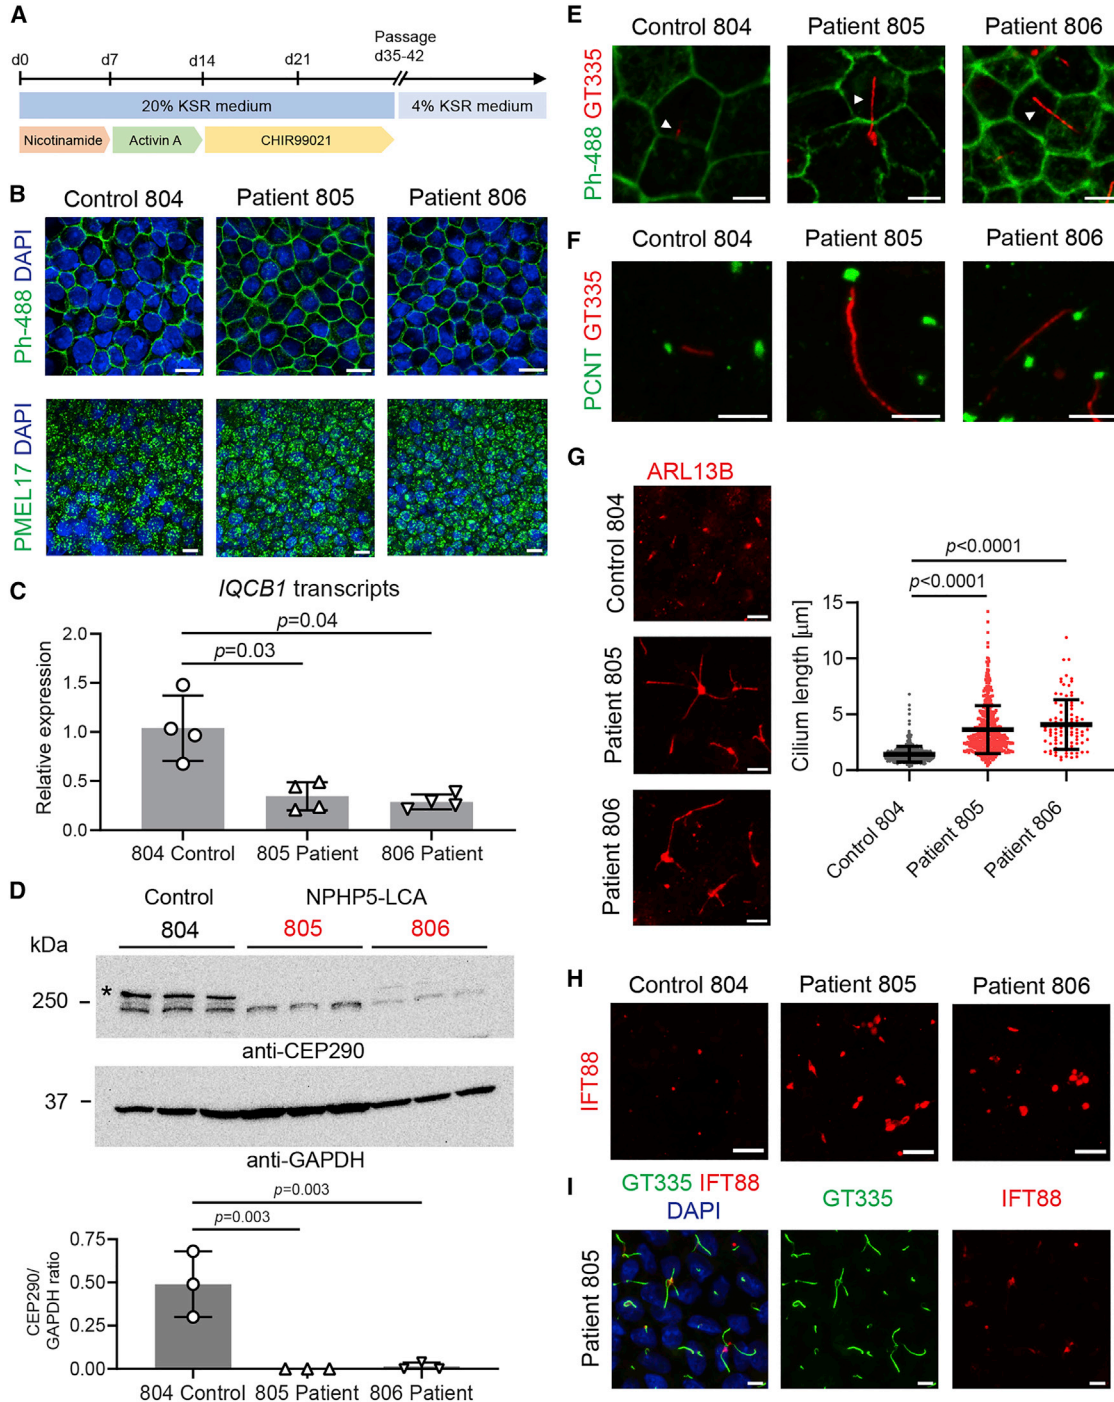 A
Passage
d0 d7 d14 d21 d35-42
20% KSR medium 4% KSR medium
Nicotinamide Activin A CHIR99021
B
Control 804 Patient 805 Patient 806
Ph-488 DAPI
PMEL17 DAPI
C
IQCB1 transcripts
p=0.04
p=0.03
Relative expression
2.0
1.5
1.0
0.5
0.0
804 Control 805 Patient 806 Patient
D
Control NPHP5-LCA
kDa 804 805 806
*
250
anti-CEP290
37
anti-GAPDH
p=0.003
p=0.003
CEP290/
GAPDH ratio
0.75
0.50
0.25
0.00
804 Control 805 Patient 806 Patient
E
Control 804 Patient 805 Patient 806
Ph-488 GT335
F
Control 804 Patient 805 Patient 806
PCNT GT335
G
ARL13B
Control 804
Patient 805
Patient 806
p<0.0001
p<0.0001
Cilium length [µm]
15
10
5
0
Control 804
Patient 805
Patient 806
H
Control 804 Patient 805 Patient 806
IFT88
I
GT335 IFT88
DAPI
GT335
IFT88
Patient 805